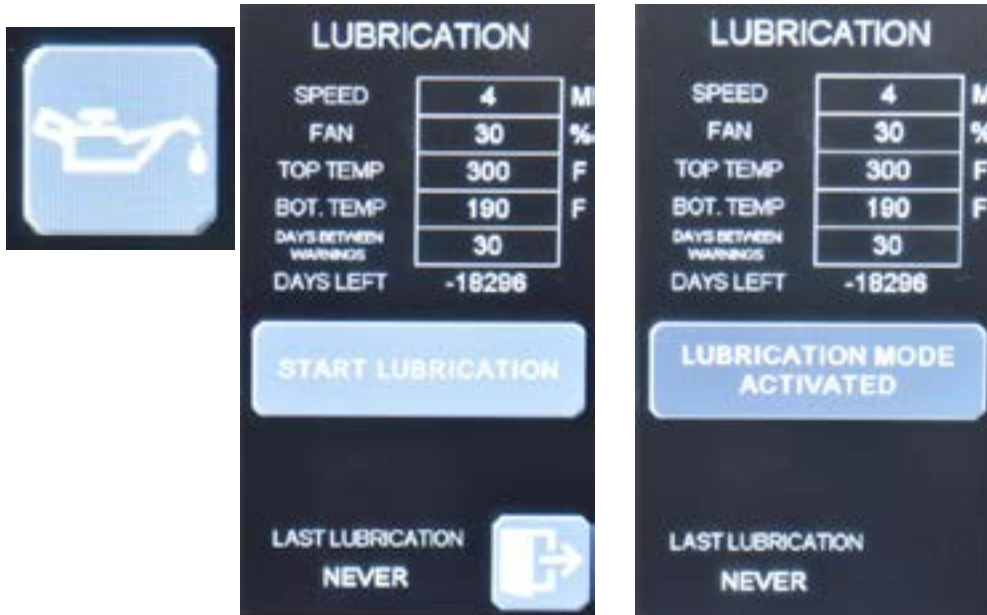 LUBRICATION
SPEED 4
FAN 30 %
TOP TEMP 300 F
BOT. TEMP 190 F
DAYS BETWEEN
WARNINGS 30
DAYS LEFT -18296
START LUBRICATION
LAST LUBRICATION
NEVER
LUBRICATION
SPEED 4
FAN 30 %
TOP TEMP 300 F
BOT. TEMP 190 F
DAYS BETWEEN
WARNINGS 30
DAYS LEFT -18296
LUBRICATION MODE
ACTIVATED
LAST LUBRICATION
NEVER